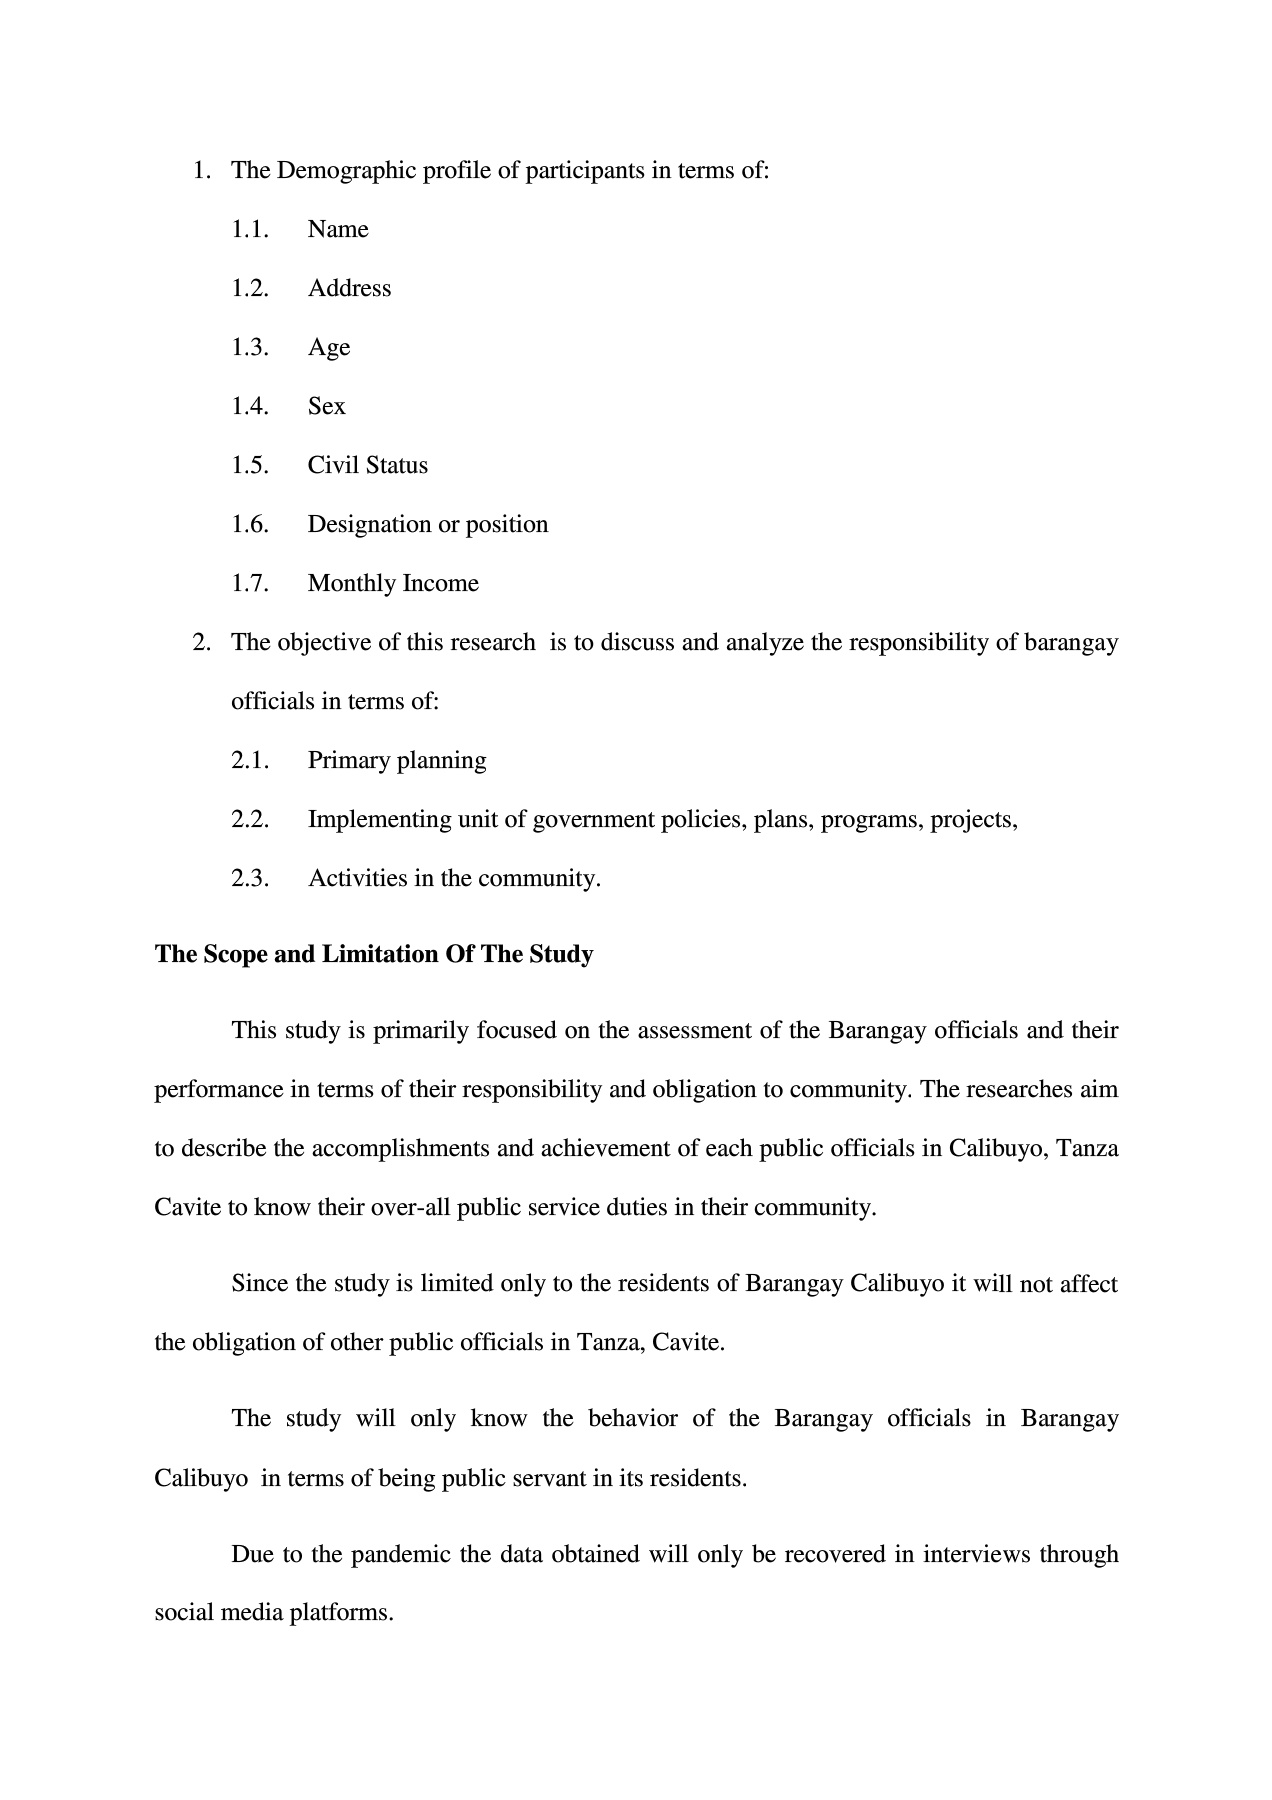 1. The Demographic profile of participants in terms of:
1.1. Name
1.2. Address
1.3. Age
1.4. Sex
1.5. Civil Status
1.6. Designation or position
1.7. Monthly Income
2. The objective of this research  is to discuss and analyze the responsibility of barangay
officials in terms of:
2.1. Primary planning
2.2. Implementing unit of government policies, plans, programs, projects,
2.3. Activities in the community.
The Scope and Limitation Of The Study
This study is primarily focused on the assessment of the Barangay officials and their
performance in terms of their responsibility and obligation to community. The researches aim
to describe the accomplishments and achievement of each public officials in Calibuyo, Tanza
Cavite to know their over-all public service duties in their community.
Since the study is limited only to the residents of Barangay Calibuyo it will not affect
the obligation of other public officials in Tanza, Cavite.
The study will only know the behavior of the Barangay officials in Barangay
Calibuyo  in terms of being public servant in its residents.
Due to the pandemic the data obtained will only be recovered in interviews through
social media platforms.